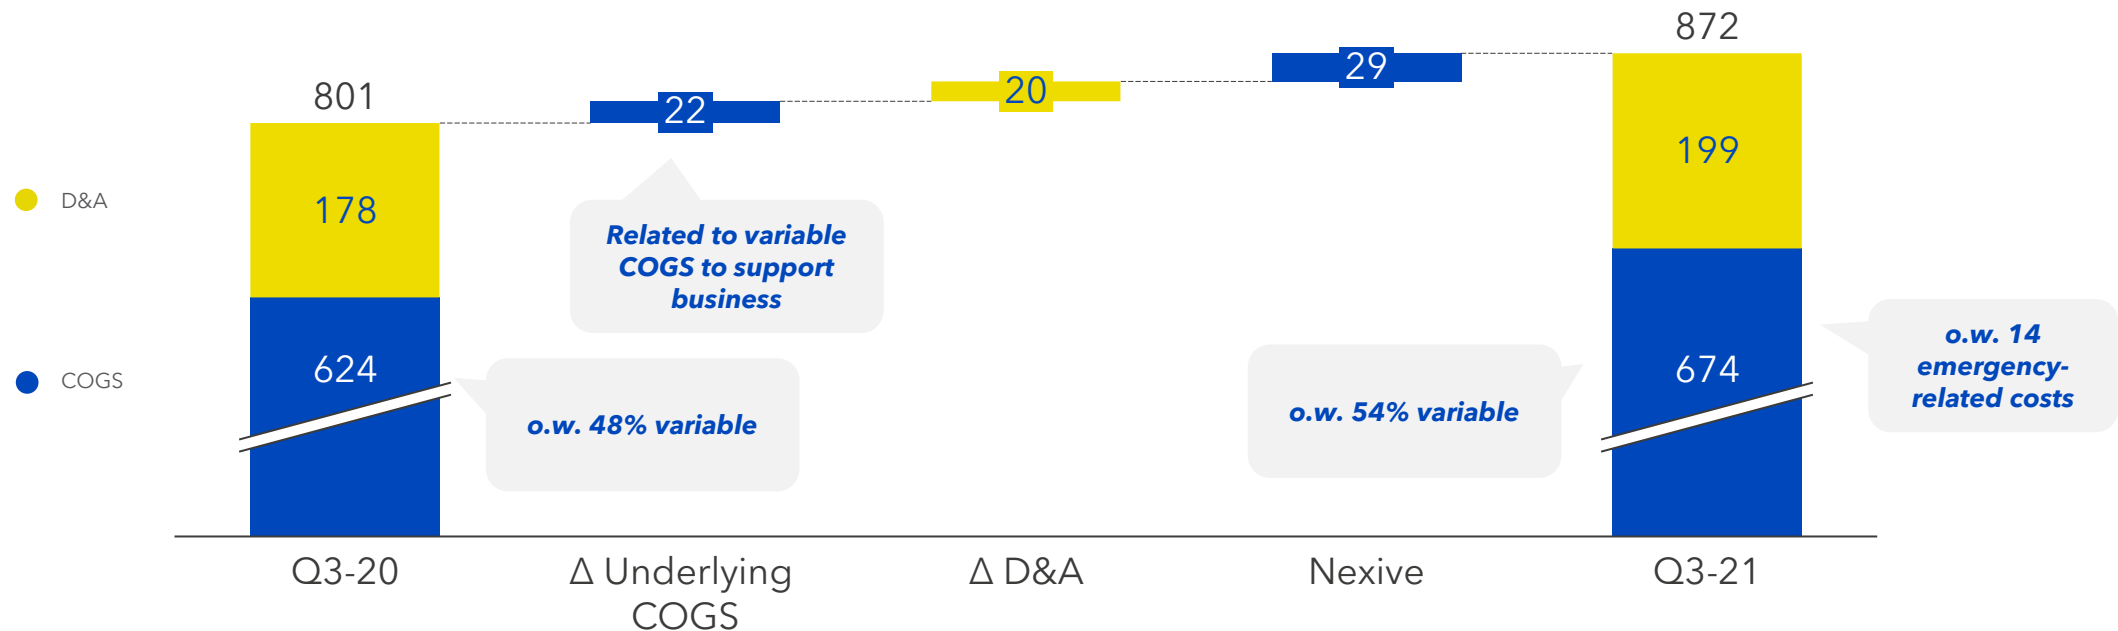 872
801
22
20
29
D&A
178
199
Related to variable
COGS to support
business
COGS
624
o.w. 48% variable
o.w. 54% variable
674
o.w. 14
emergency-
related costs
Q3-20
Δ Underlying
COGS
Δ D&A
Nexive
Q3-21